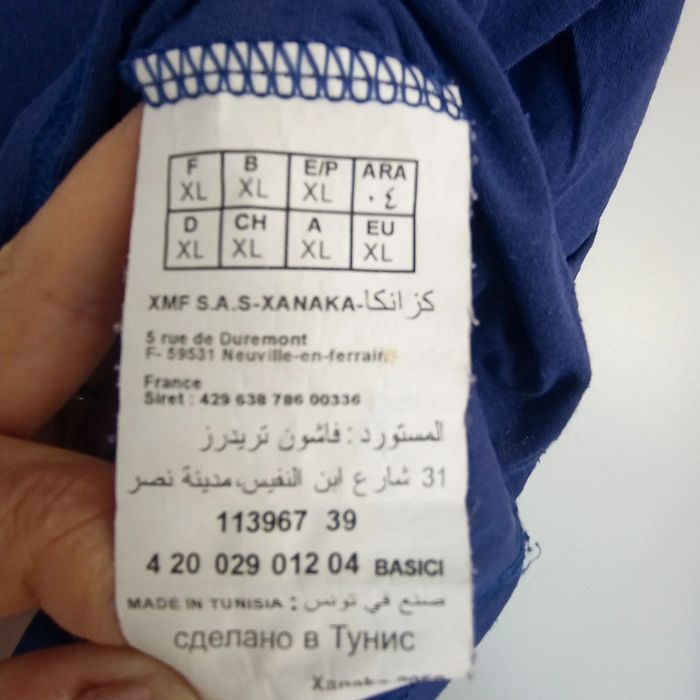 F B E/P ARA
XL XL XL ٠٤
D CH A EU
XL XL XL XL
XMF S.A.S-XANAKA-كزانكا
5 rue de Duremont
F- 59531 Neuville-en-ferrain
France
Siret : 429 638 786 00336
المستورد : فاشون تريدرز
31 شارع ابن النفيس،مدينة نصر
113967 39
4 20 029 012 04 BASICI
MADE IN TUNISIA : صنع في تونس
сделано в Тунис